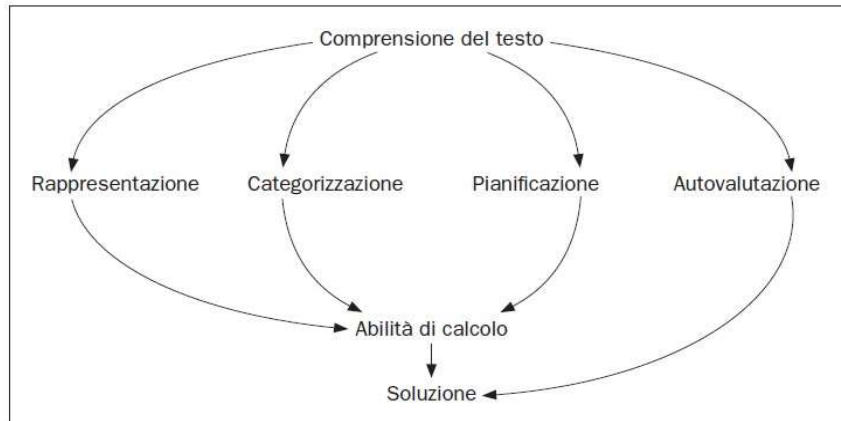 Comprensione del testo
Rappresentazione Categorizzazione Pianificazione Autovalutazione
Abilità di calcolo
Soluzione